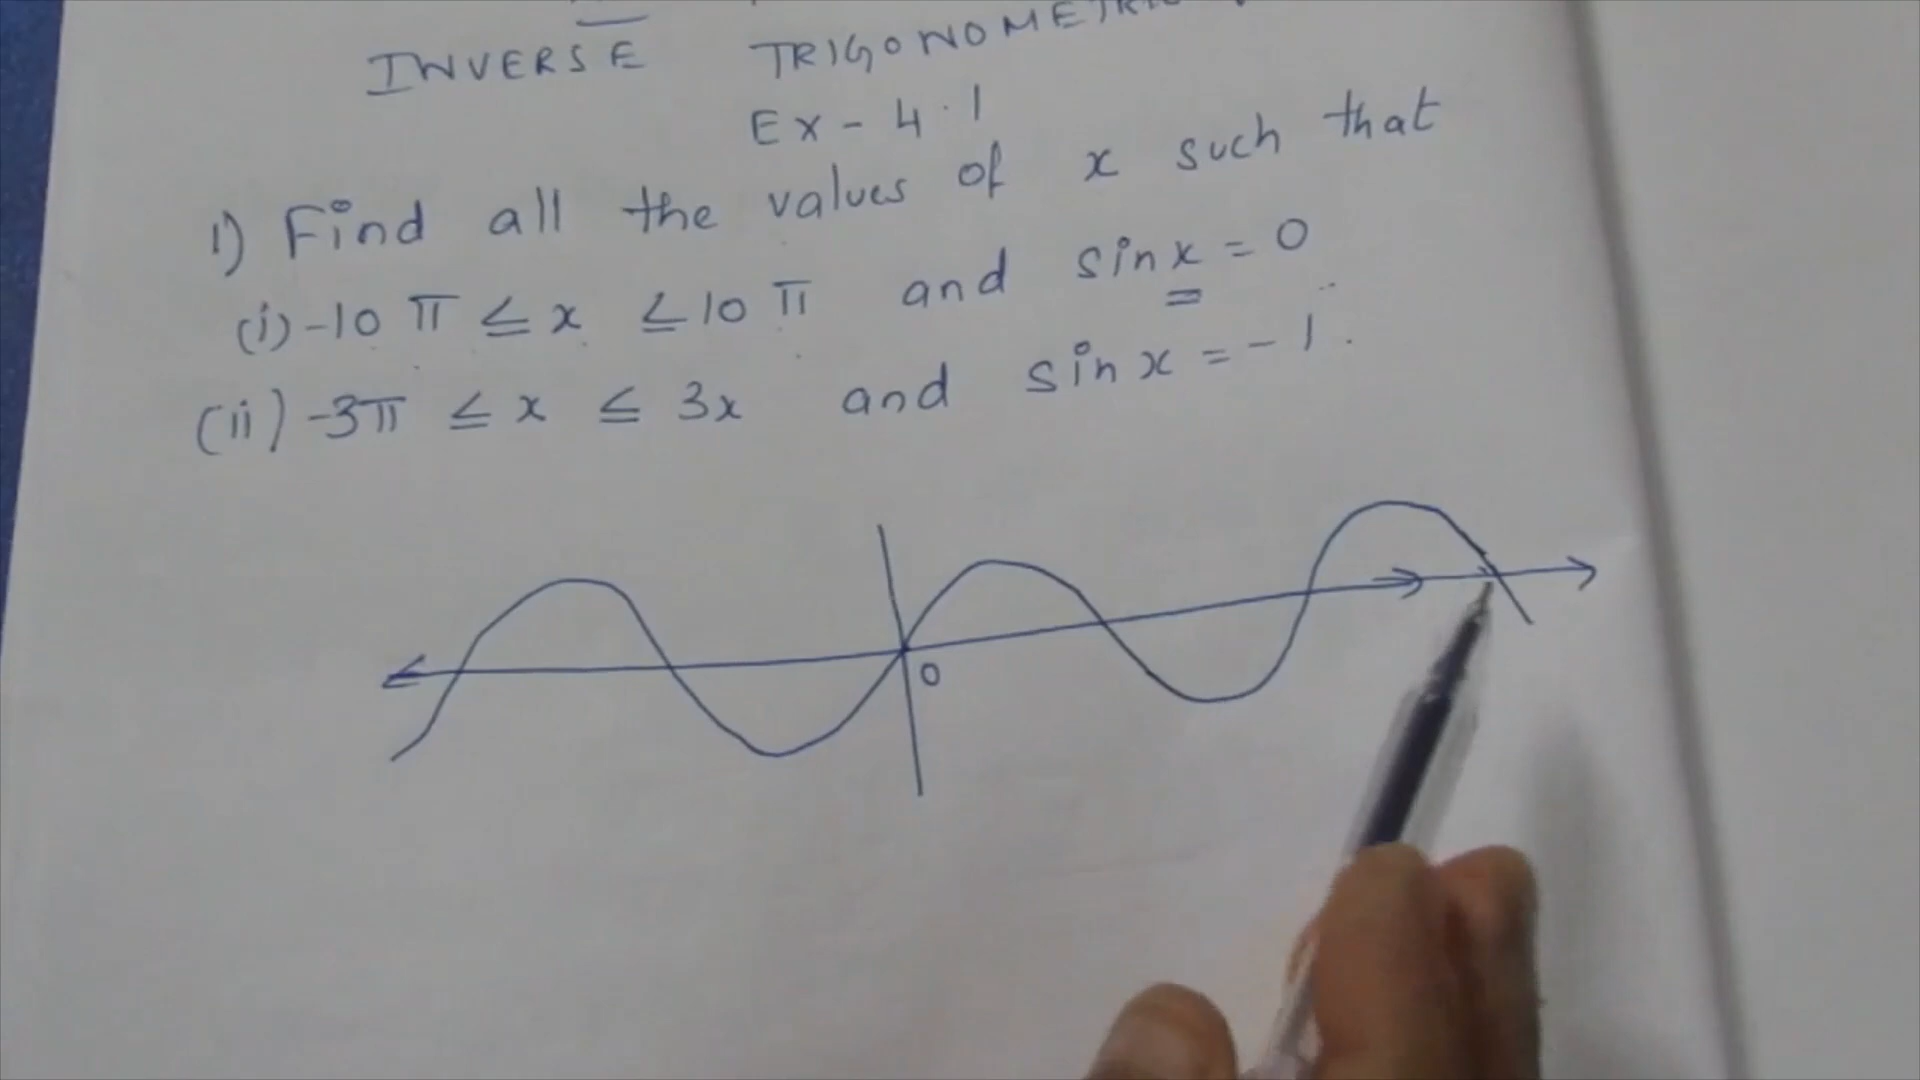 INVERSE TRIGONOMETRIC
Ex - 4.1
1) Find all the values of x such that
(i) -10 π ≤ x ≤ 10 π and sin x = 0
(ii) -3π ≤ x ≤ 3x and sin x = -1.
0